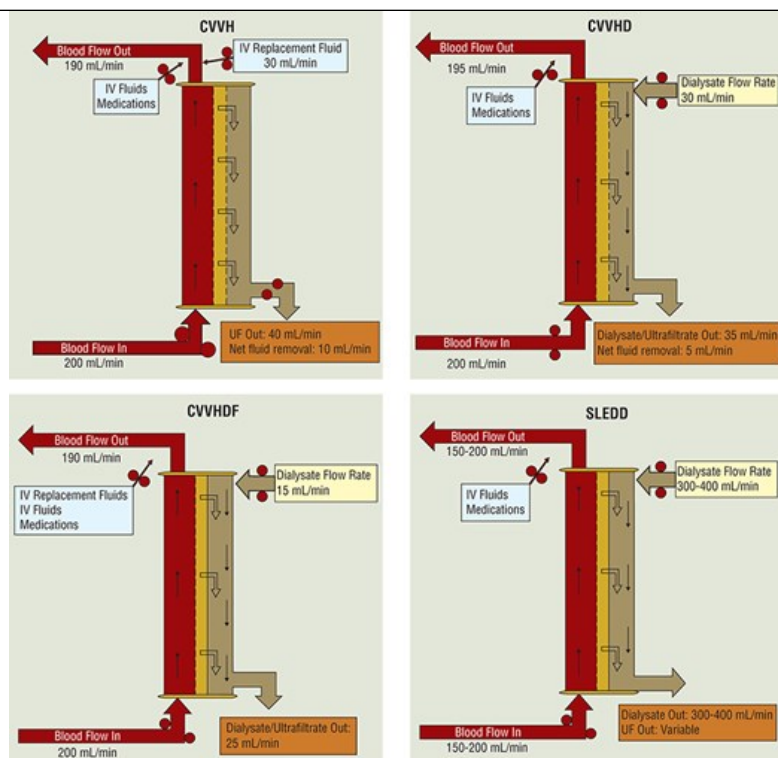 CVVH
Blood Flow Out
190 mL/min
IV Replacement Fluid
30 mL/min
IV Fluids
Medications
UF Out: 40 mL/min
Net fluid removal: 10 mL/min
Blood Flow In
200 mL/min
CVVHD
Blood Flow Out
195 mL/min
Dialysate Flow Rate
30 mL/min
IV Fluids
Medications
Dialysate/Ultrafiltrate Out: 35 mL/min
Net fluid removal: 5 mL/min
Blood Flow In
200 mL/min
CVVHDF
Blood Flow Out
190 mL/min
Dialysate Flow Rate
15 mL/min
IV Replacement Fluids
IV Fluids
Medications
Dialysate/Ultrafiltrate Out:
25 mL/min
Blood Flow In
200 mL/min
SLEDD
Blood Flow Out
150-200 mL/min
Dialysate Flow Rate
300-400 mL/min
IV Fluids
Medications
Dialysate Out: 300-400 mL/min
UF Out: Variable
Blood Flow In
150-200 mL/min